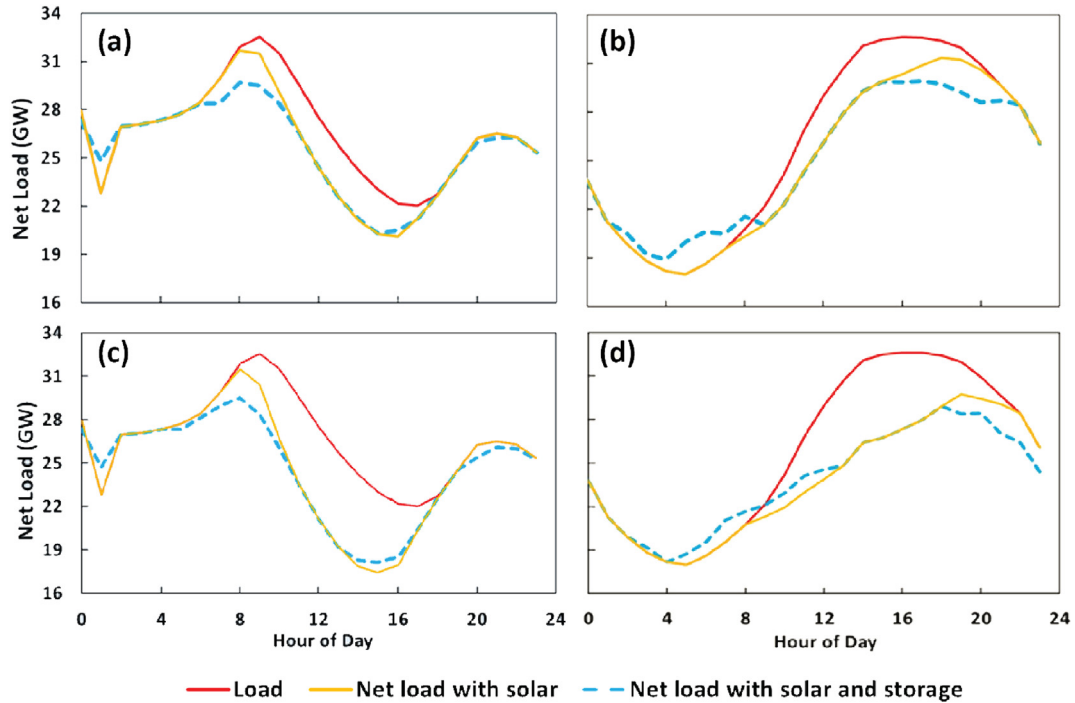 (a)
(b)
Net Load (GW)
34
31
28
25
22
19
16
(c)
(d)
Net Load (GW)
34
31
28
25
22
19
16
0 4 8 12 16 20 24
0 4 8 12 16 20 24
Hour of Day
Hour of Day
Load Net load with solar Net load with solar and storage